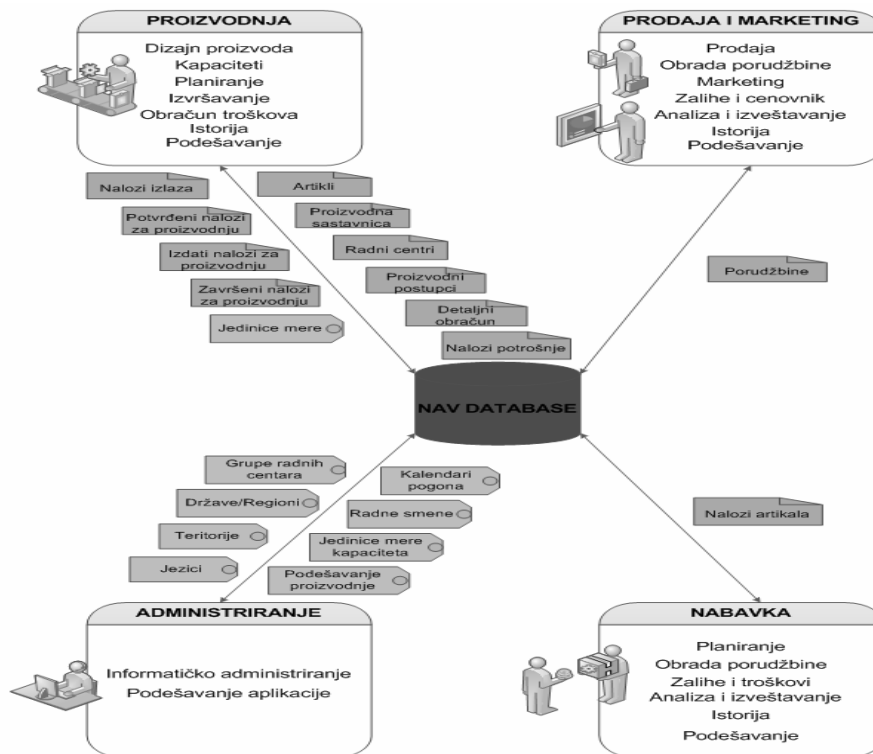 PROIZVODNJA
Dizajn proizvoda
Kapaciteti
Planiranje
Izvršavanje
Obračun troškova
Istorija
Podešavanje
PRODAJA I MARKETING
Prodaja
Obrada porudžbine
Marketing
Zalihe i cenovnik
Analiza i izveštavanje
Istorija
Podešavanje
Nalozi izlaza
Potvrđeni nalozi
za proizvodnju
Izdati nalozi za
proizvodnju
Završeni nalozi
za proizvodnju
Jedinice mere
Artikli
Proizvodna
sastavnica
Radni centri
Proizvodni
postupci
Detaljni
obračun
Nalozi potrošnje
Porudžbine
NAV DATABASE
Grupe radnih
centara
Države/Regioni
Teritorije
Jezici
Kalendari
pogona
Radne smene
Jedinice mere
kapaciteta
Podešavanje
proizvodnje
Nalozi artikala
ADMINISTRIRANJE
Informatičko administriranje
Podešavanje aplikacije
NABAVKA
Planiranje
Obrada porudžbine
Zalihe i troškovi
Analiza i izveštavanje
Istorija
Podešavanje